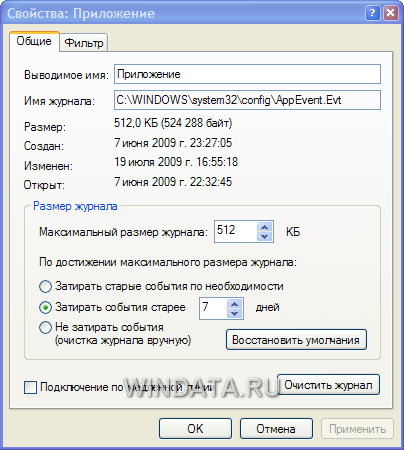 Свойства: Приложение
Общие
Фильтр
Выводимое имя: Приложение
Имя журнала: C:\WINDOWS\system32\config\AppEvent.Evt
Размер: 512,0 КБ (524 288 байт)
Создан: 7 июня 2009 г. 23:27:05
Изменен: 19 июля 2009 г. 16:55:18
Открыт: 7 июня 2009 г. 22:32:45
Размер журнала
Максимальный размер журнала: 512 КБ
По достижении максимального размера журнала:
Затирать старые события по необходимости
Затирать события старее 7 дней
Не затирать события
(очистка журнала вручную)
Восстановить умолчания
Подключение по медленной линии
Очистить журнал
WINDATA.RU
OK
Отмена
Применить